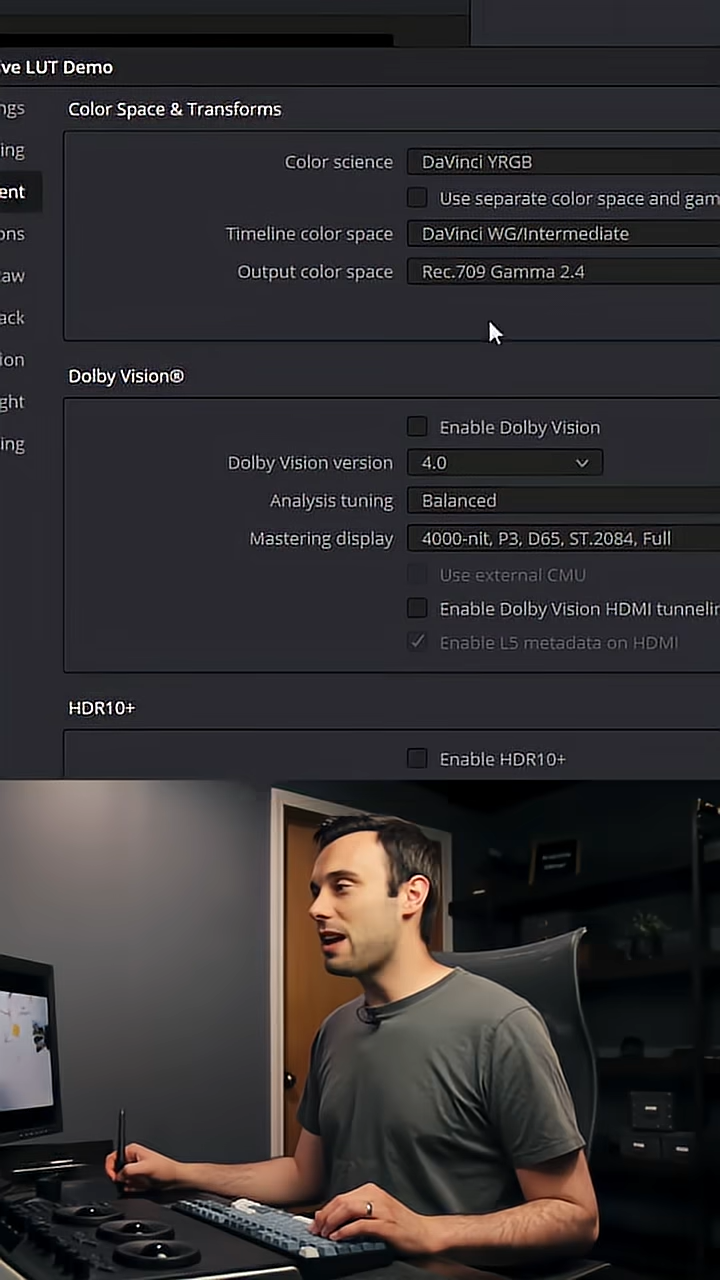 ve LUT Demo
ngs
ing
ent
ons
aw
ack
ion
ght
ing
Color Space & Transforms
Color science DaVinci YRGB
Use separate color space and gam
Timeline color space DaVinci WG/Intermediate
Output color space Rec.709 Gamma 2.4
Dolby Vision®
Enable Dolby Vision
Dolby Vision version 4.0
Analysis tuning Balanced
Mastering display 4000-nit, P3, D65, ST.2084, Full
Use external CMU
Enable Dolby Vision HDMI tunnelin
Enable L5 metadata on HDMI
HDR10+
Enable HDR10+